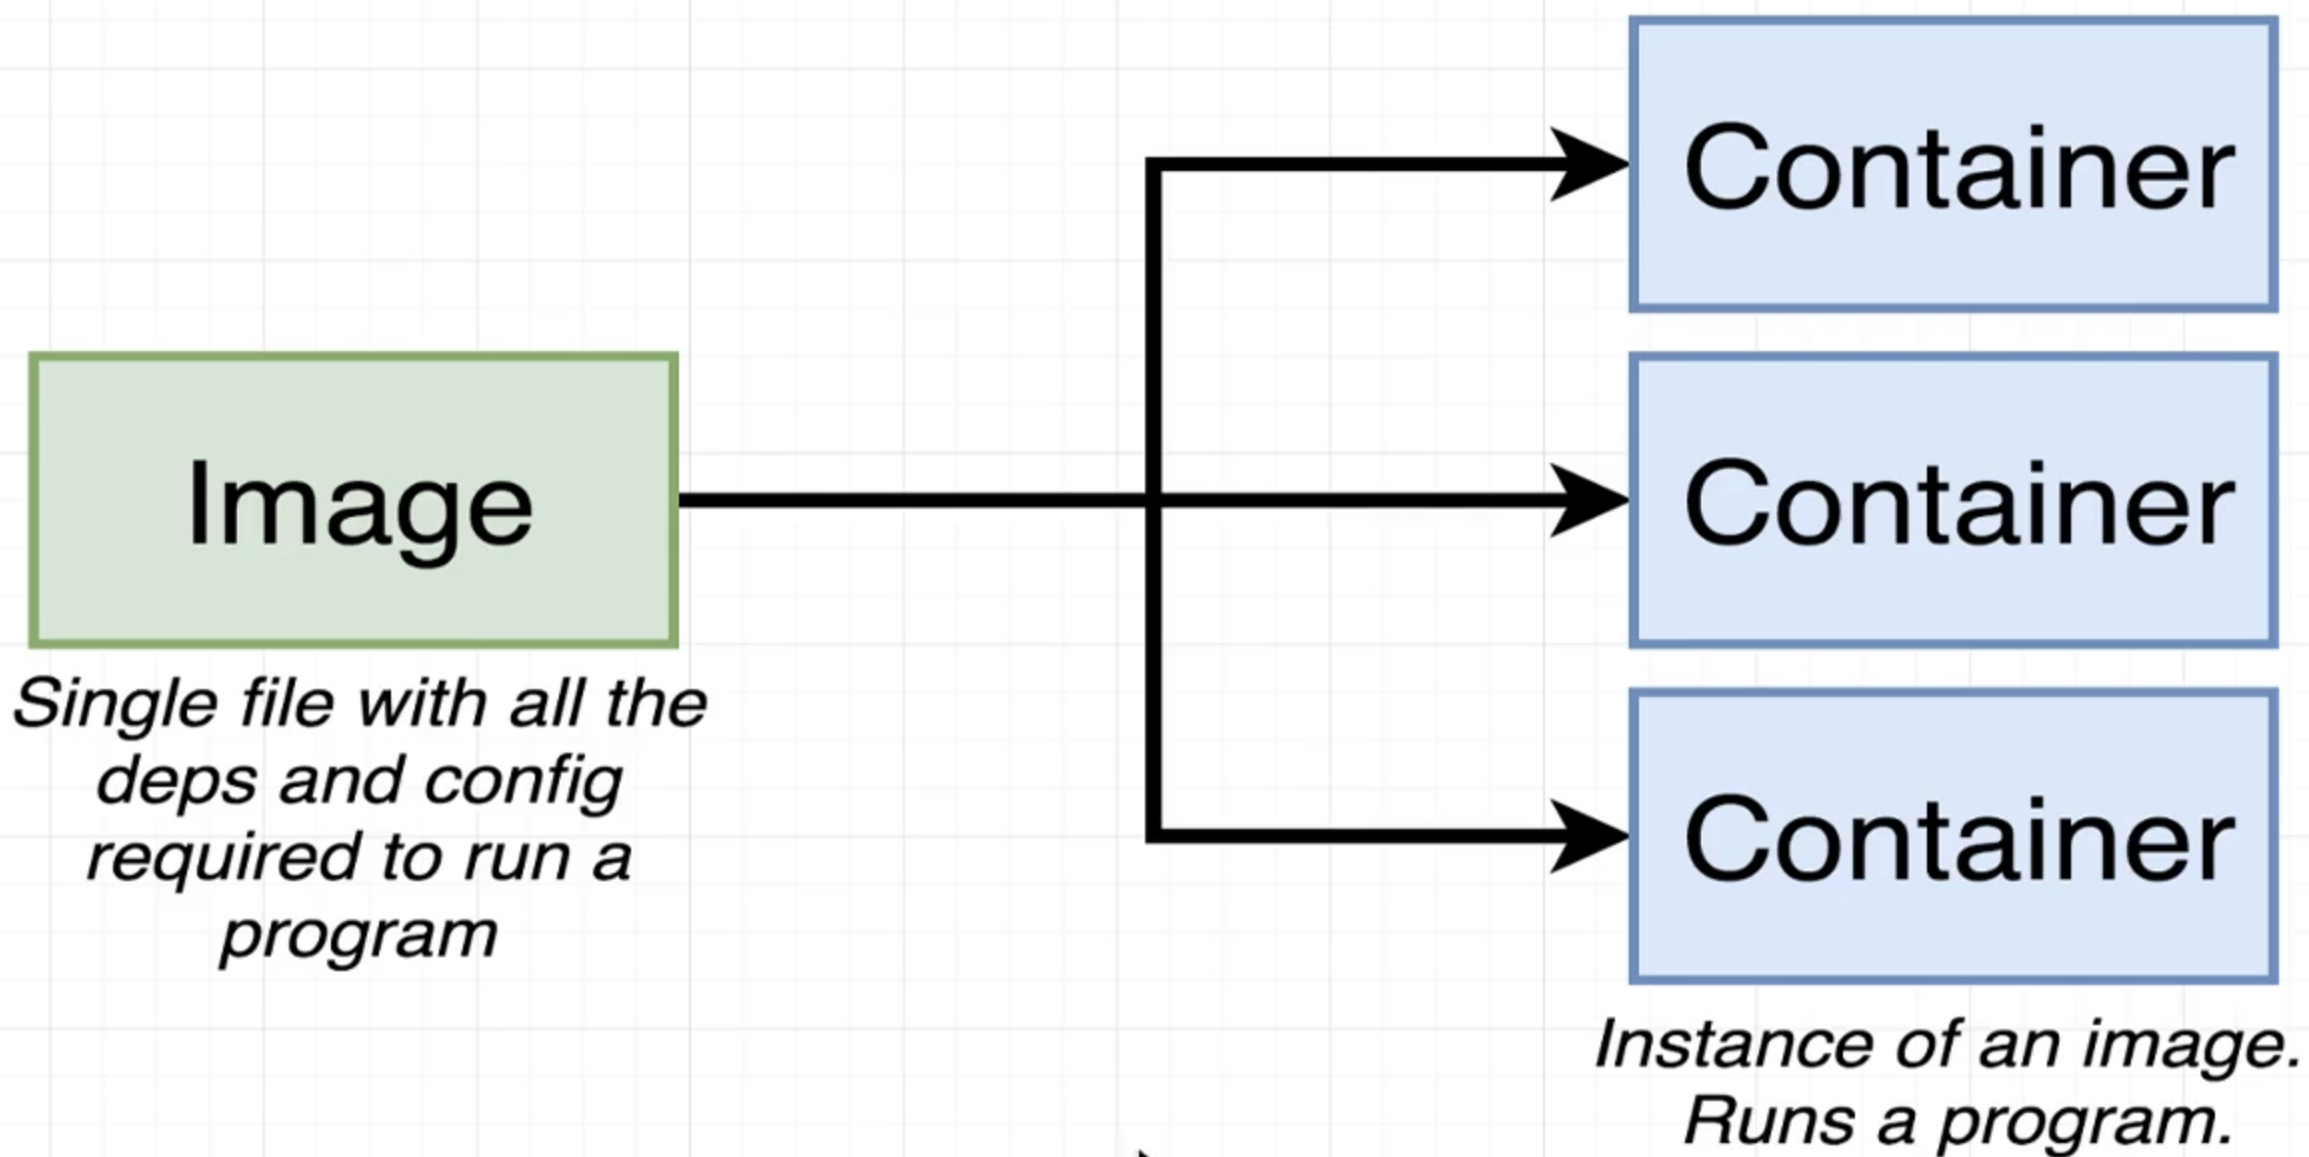 Container
Image
Container
Container
Single file with all the
deps and config
required to run a
program
Instance of an image.
Runs a program.